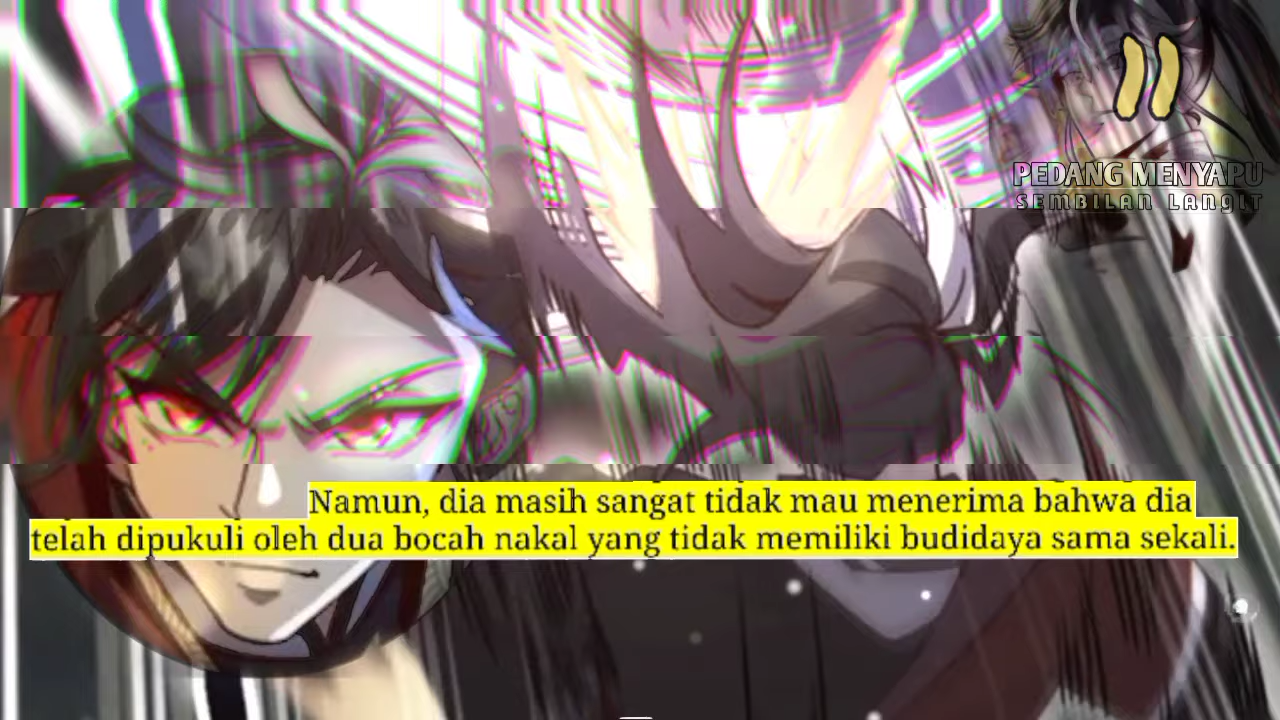 PEDANG MENYAPU
SEMBILAN LANGIT
Namun, dia masih sangat tidak mau menerima bahwa dia
telah dipukuli oleh dua bocah nakal yang tidak memiliki budidaya sama sekali.